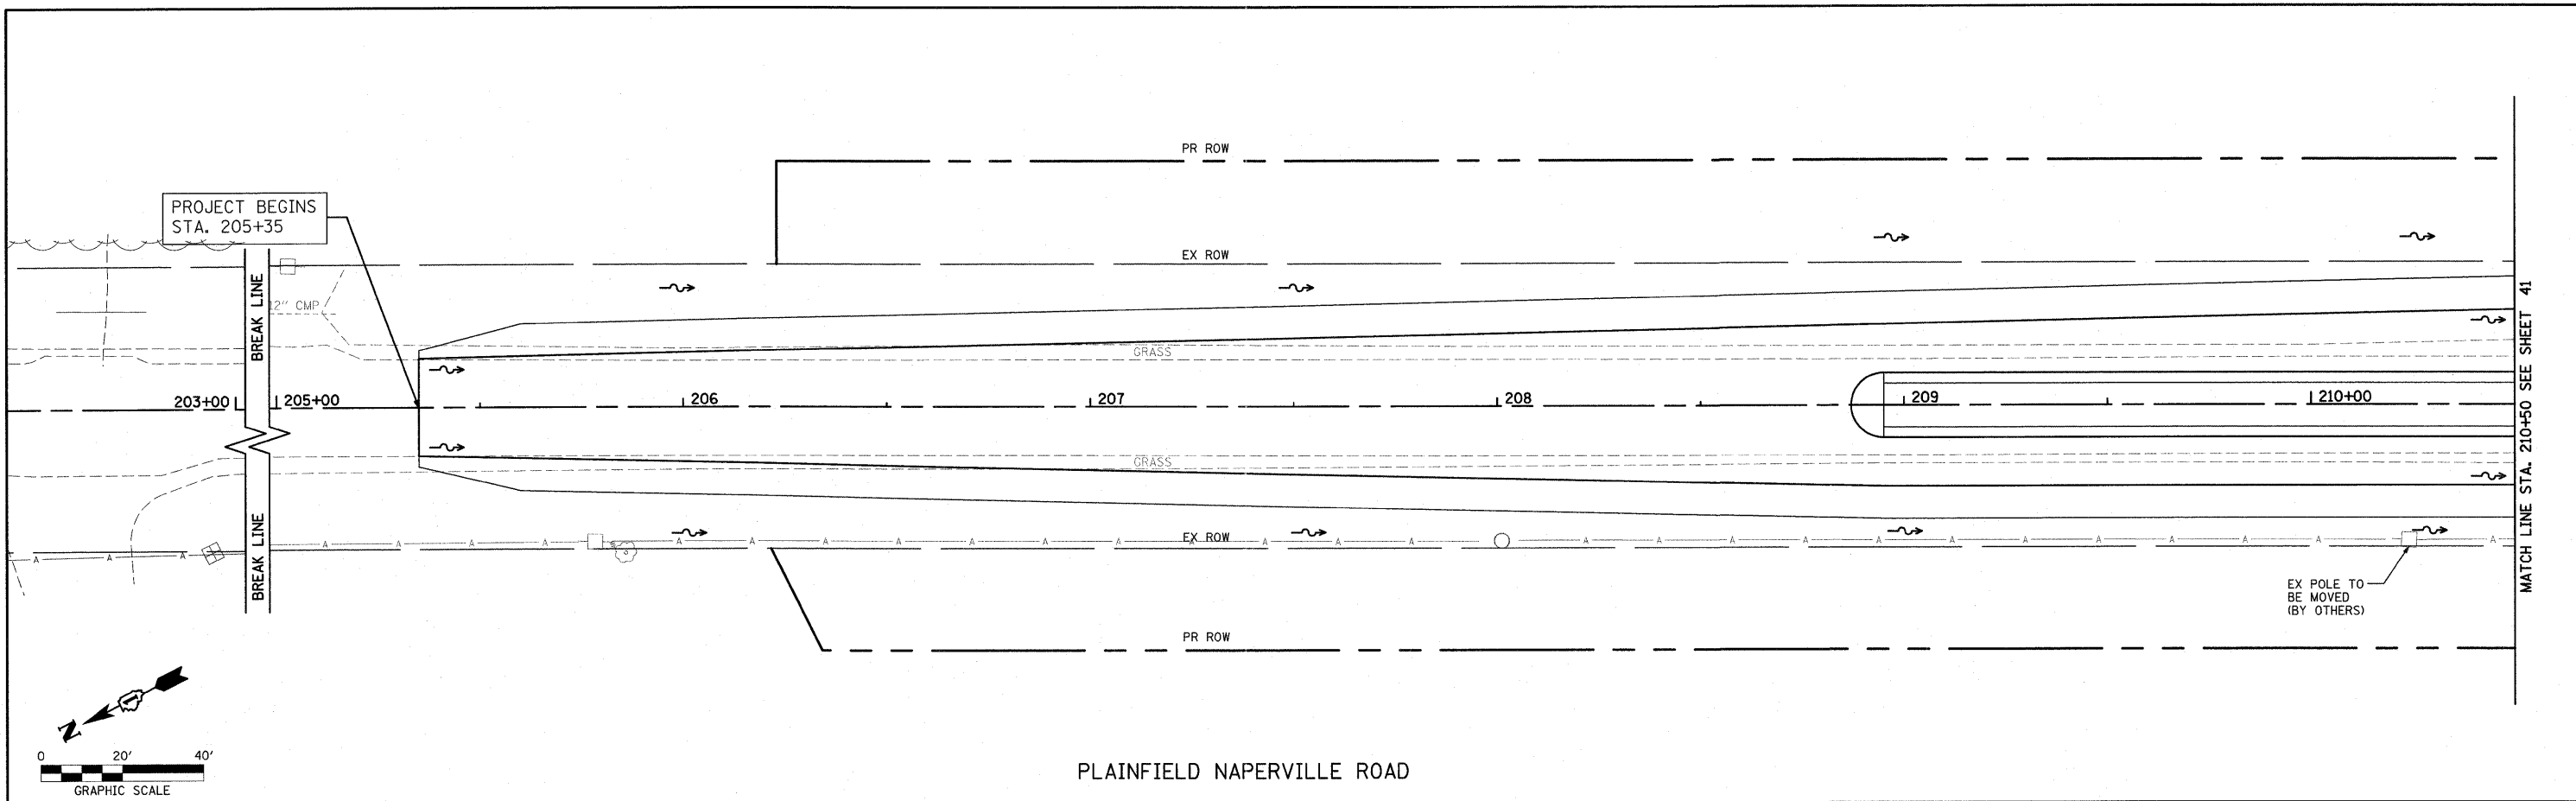 PR ROW
PROJECT BEGINS
STA. 205+35
EX ROW
BREAK LINE
12" CMP
GRASS
203+00
205+00
206
207
208
209
210+00
GRASS
EX ROW
BREAK LINE
A A A A A A A A A A A A A A A A A A A A A A A A A A A A A A
EX POLE TO
BE MOVED
(BY OTHERS)
PR ROW
MATCH LINE STA. 210+50 SEE SHEET 41
N
0 20' 40'
GRAPHIC SCALE
PLAINFIELD NAPERVILLE ROAD